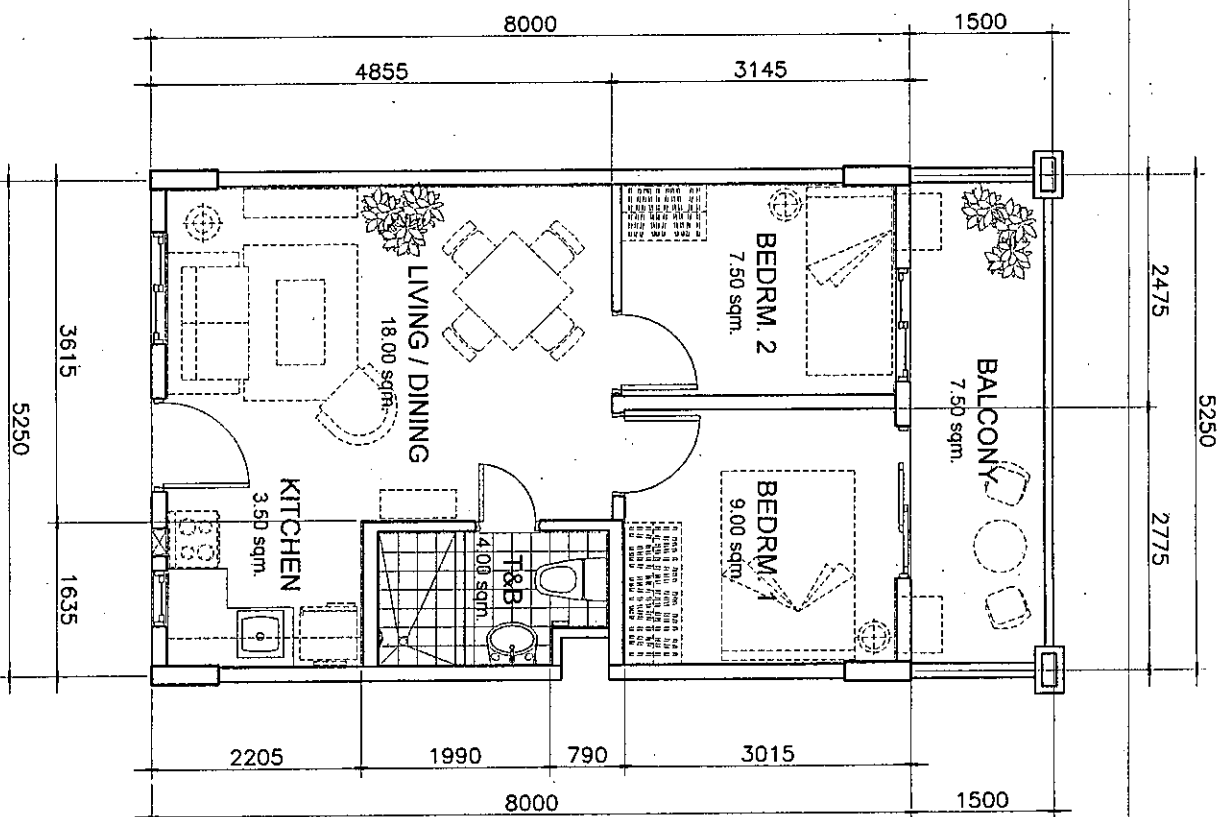 8000
1500
4855
3145
BEDRM. 2
7.50 sqm.
LIVING / DINING
18.00 sqm.
BALCONY
7.50 sqm.
KITCHEN
3.50 sqm.
T&B
4.00 sqm.
BEDRM. 1
9.00 sqm.
3615
1635
5250
2475
2775
5250
2205
1990
790
3015
8000
1500